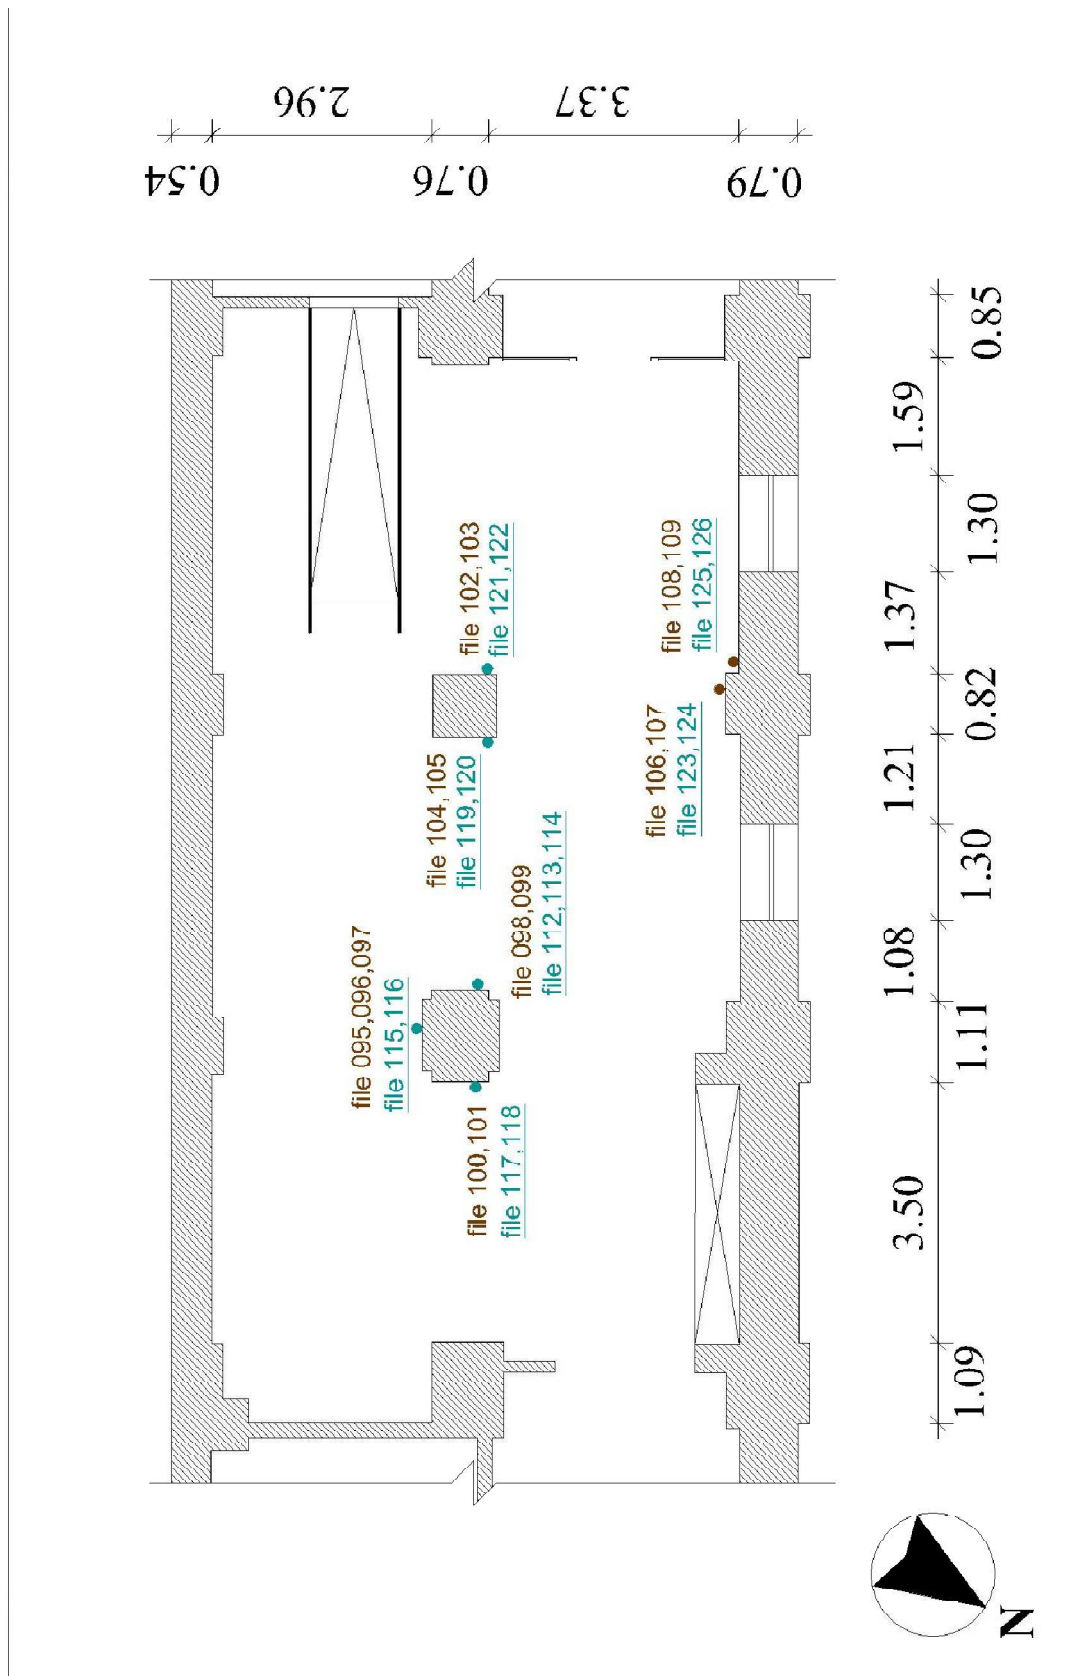 2.96
3.37
0.54
0.76
0.79
0.85
1.59
1.30
1.37
0.82
1.21
1.30
1.08
1.11
3.50
1.09
file 102,103
file 121,122
file 108,109
file 125,126
file 104,105
file 119,120
file 106,107
file 123,124
file 098,099
file 112,113,114
file 095,096,097
file 115,116
file 100,101
file 117,118
N